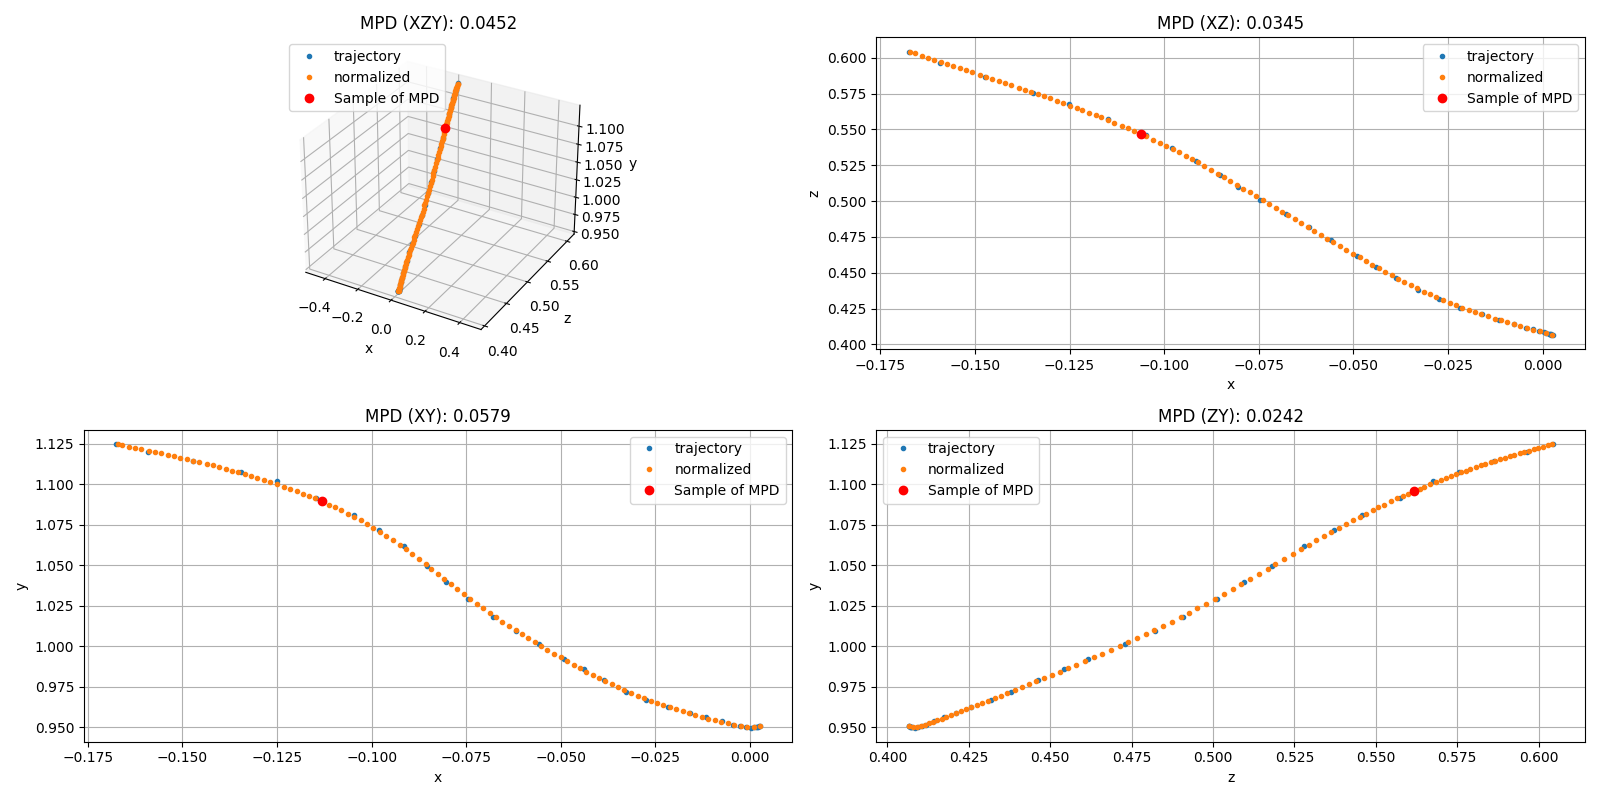 MPD (XZY): 0.0452
trajectory
normalized
Sample of MPD
1.100
1.075
1.050
1.025
1.000
0.975
0.950
y
0.60
0.55
0.50
0.45
0.40
z
−0.4
−0.2
0.0
0.2
0.4
x
MPD (XZ): 0.0345
trajectory
normalized
Sample of MPD
0.600
0.575
0.550
0.525
0.500
0.475
0.450
0.425
0.400
z
−0.175 −0.150 −0.125 −0.100 −0.075 −0.050 −0.025 0.000
x
MPD (XY): 0.0579
trajectory
normalized
Sample of MPD
1.125
1.100
1.075
1.050
1.025
1.000
0.975
0.950
y
−0.175 −0.150 −0.125 −0.100 −0.075 −0.050 −0.025 0.000
x
MPD (ZY): 0.0242
trajectory
normalized
Sample of MPD
1.125
1.100
1.075
1.050
1.025
1.000
0.975
0.950
y
0.400 0.425 0.450 0.475 0.500 0.525 0.550 0.575 0.600
z